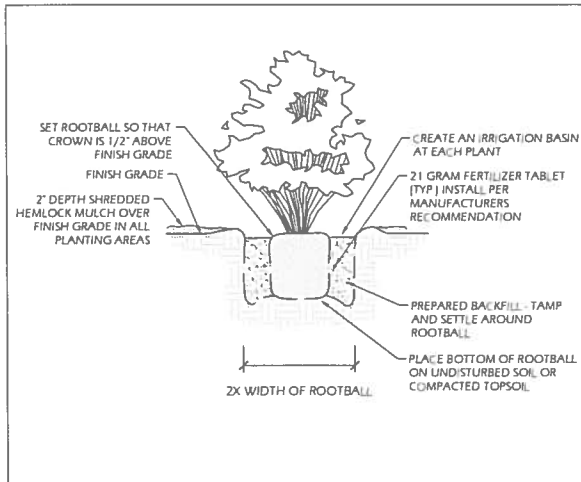 SET ROOTBALL SO THAT
CROWN IS 1/2" ABOVE
FINISH GRADE
FINISH GRADE
2" DEPTH SHREDDED
HEMLOCK MULCH OVER
FINISH GRADE IN ALL
PLANTING AREAS
CREATE AN IRRIGATION BASIN
AT EACH PLANT
21 GRAM FERTILIZER TABLET
[TYP] INSTALL PER
MANUFACTURERS
RECOMMENDATION
PREPARED BACKFILL - TAMP
AND SETTLE AROUND
ROOTBALL
PLACE BOTTOM OF ROOTBALL
ON UNDISTURBED SOIL OR
COMPACTED TOPSOIL
2X WIDTH OF ROOTBALL